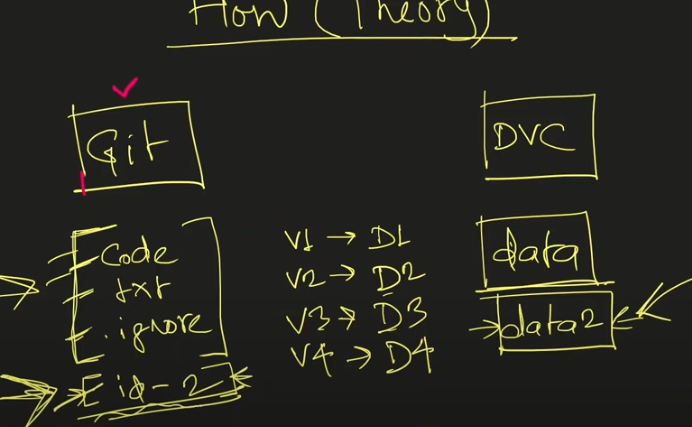 How (Theory)
Git
DVC
Code
txt
.ignore
id-2
V1 → D1
V2 → D2
V3 → D3
V4 → D4
data
data2